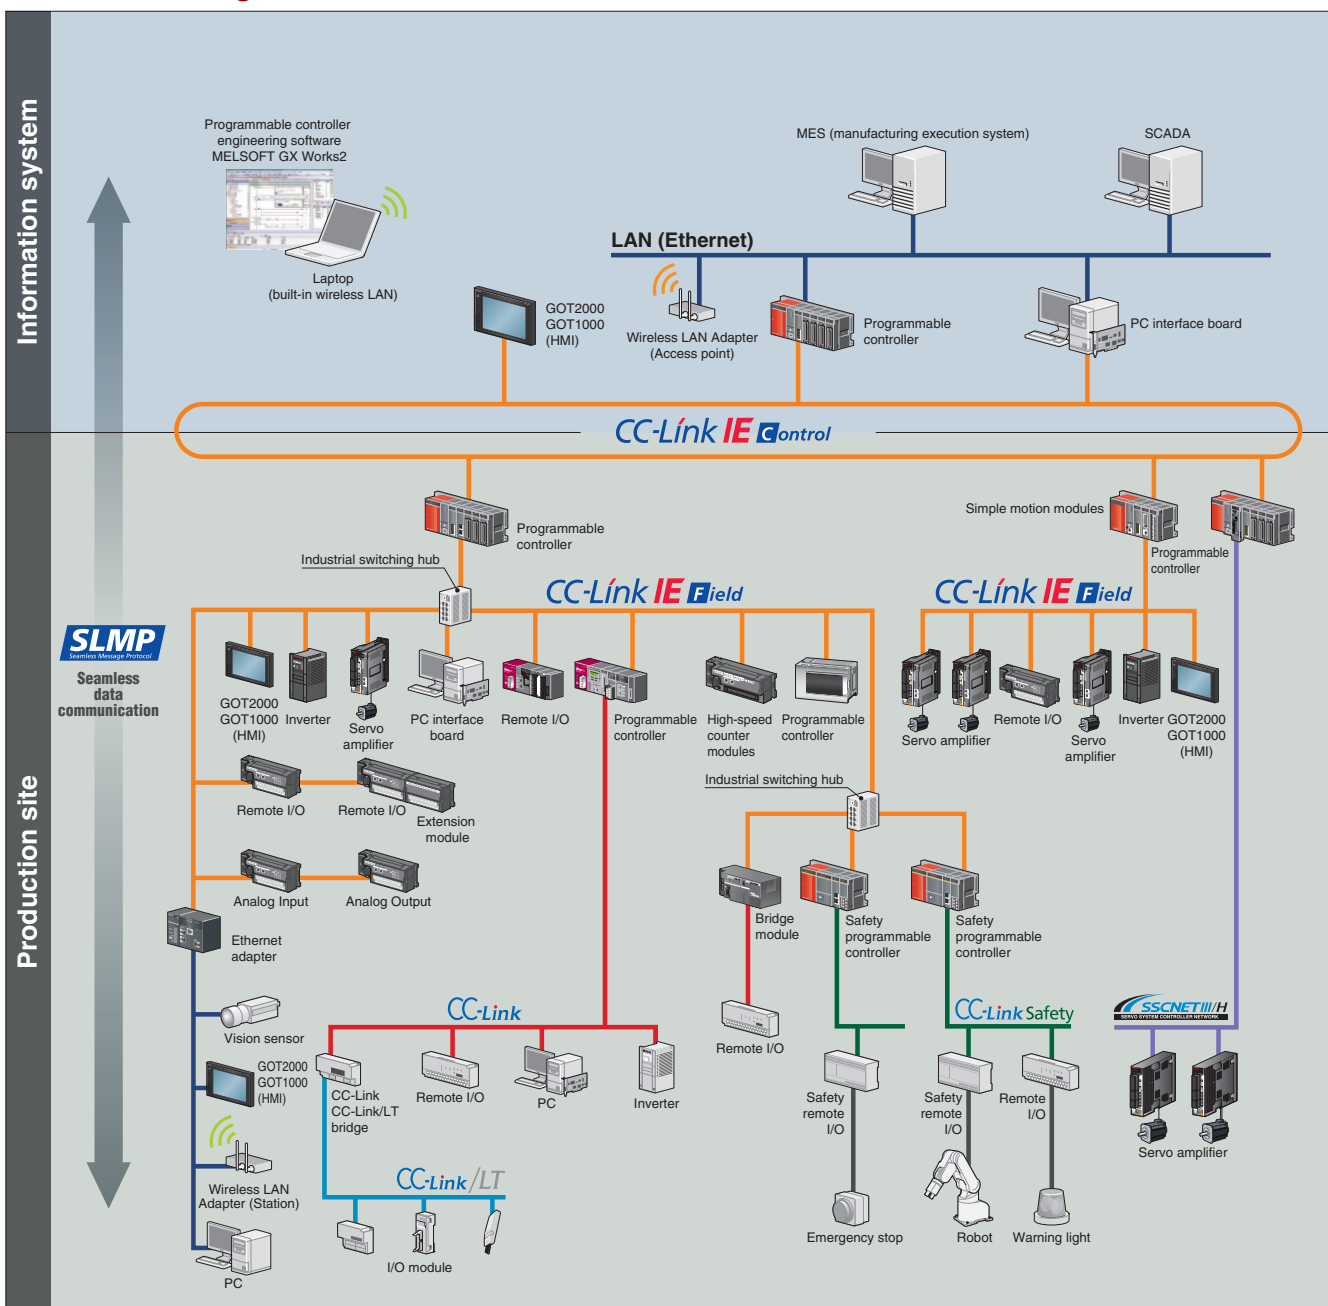 Information system
Programmable controller
engineering software
MELSOFT GX Works2
Laptop
(built-in wireless LAN)
MES (manufacturing execution system)
SCADA
LAN (Ethernet)
GOT2000
GOT1000
(HMI)
Wireless LAN Adapter
(Access point)
Programmable
controller
PC interface board
CC-Link IE Control
Production site
SLMP
Seamless Message Protocol
Seamless
data
communication
Programmable
controller
Simple motion modules
Programmable
controller
Industrial switching hub
CC-Link IE Field
CC-Link IE Field
GOT2000
GOT1000
(HMI)
Inverter
Servo
amplifier
PC interface
board
Remote I/O
Programmable
controller
High-speed
counter
modules
Programmable
controller
Servo amplifier
Remote I/O
Servo
amplifier
Inverter
GOT2000
GOT1000
(HMI)
Remote I/O
Remote I/O
Extension
module
Industrial switching hub
Analog Input
Analog Output
Bridge
module
Safety
programmable
controller
Safety
programmable
controller
Ethernet
adapter
Vision sensor
CC-Link
Remote I/O
CC-Link Safety
SSCNETIII/H
SERVO SYSTEM CONTROLLER NETWORK
GOT2000
GOT1000
(HMI)
CC-Link
CC-Link/LT
bridge
Remote I/O
PC
Inverter
Safety
remote
I/O
Safety
remote
I/O
Remote
I/O
Servo amplifier
Wireless LAN
Adapter (Station)
CC-Link/LT
PC
I/O module
Emergency stop
Robot
Warning light